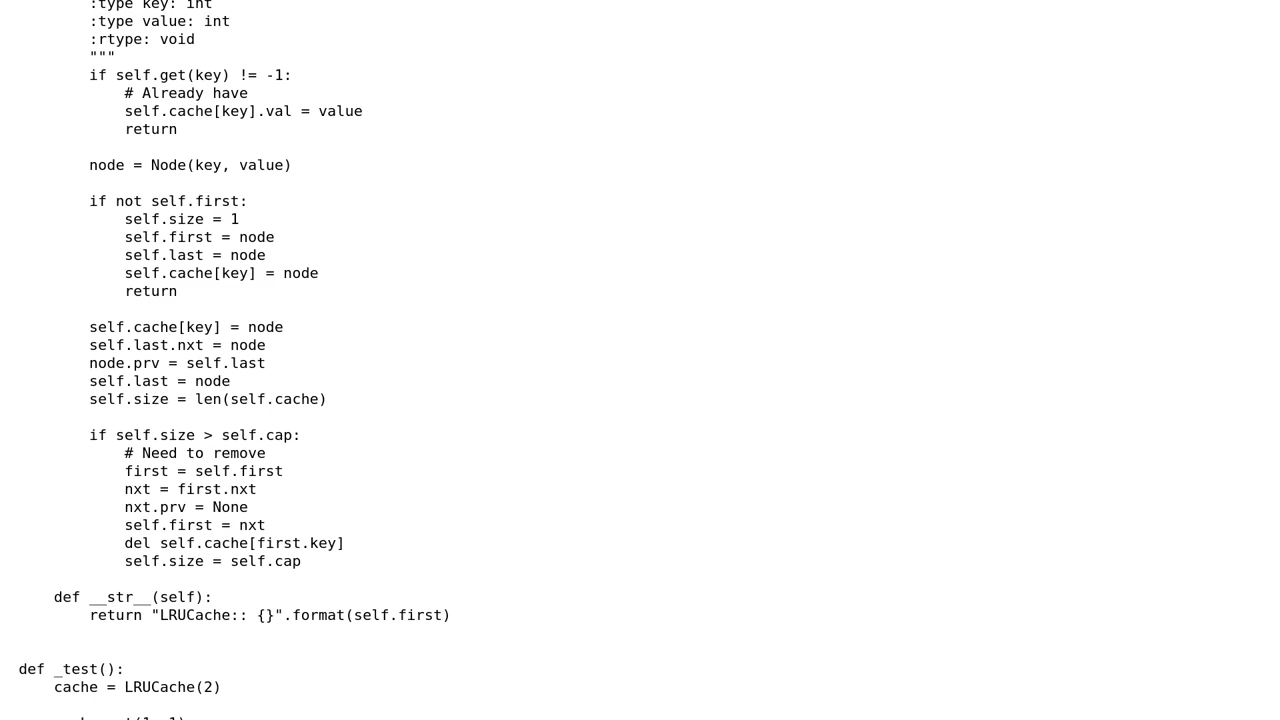 :type key: int
:type value: int
:rtype: void
"""
if self.get(key) != -1:
# Already have
self.cache[key].val = value
return
node = Node(key, value)
if not self.first:
self.size = 1
self.first = node
self.last = node
self.cache[key] = node
return
self.cache[key] = node
self.last.nxt = node
node.prv = self.last
self.last = node
self.size = len(self.cache)
if self.size > self.cap:
# Need to remove
first = self.first
nxt = first.nxt
nxt.prv = None
self.first = nxt
del self.cache[first.key]
self.size = self.cap
def __str__(self):
return "LRUCache:: {}".format(self.first)
def _test():
cache = LRUCache(2)